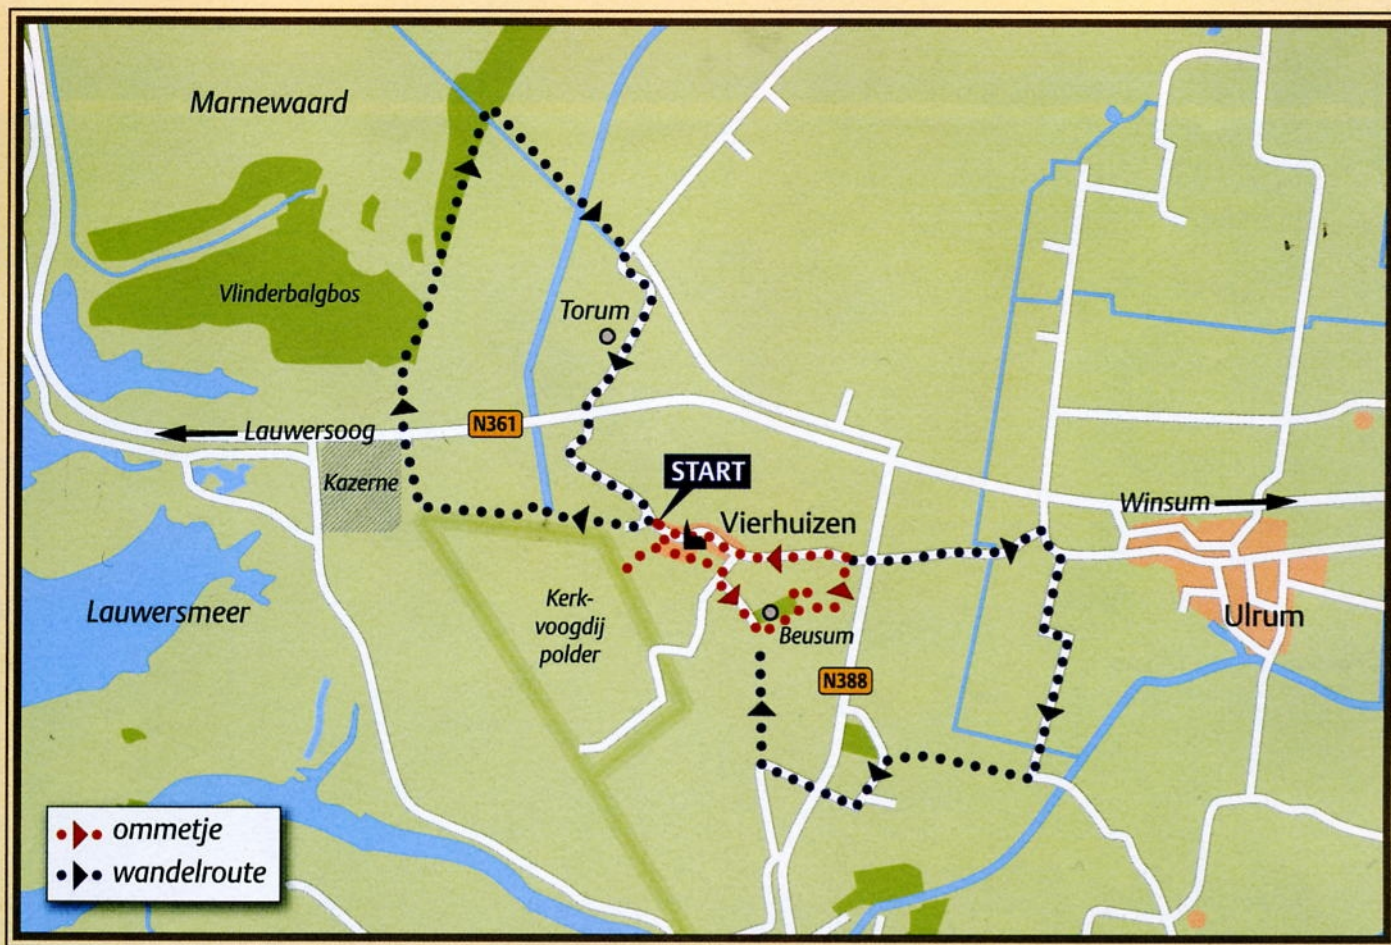 Marnewaard
Vlinderbalgbos
Torum
N361
Lauwersoog
START
Kazerne
Winsum
Vierhuizen
Lauwersmeer
Kerk-
voogdij
polder
Beusum
Ulrum
N388
ommetje
wandelroute